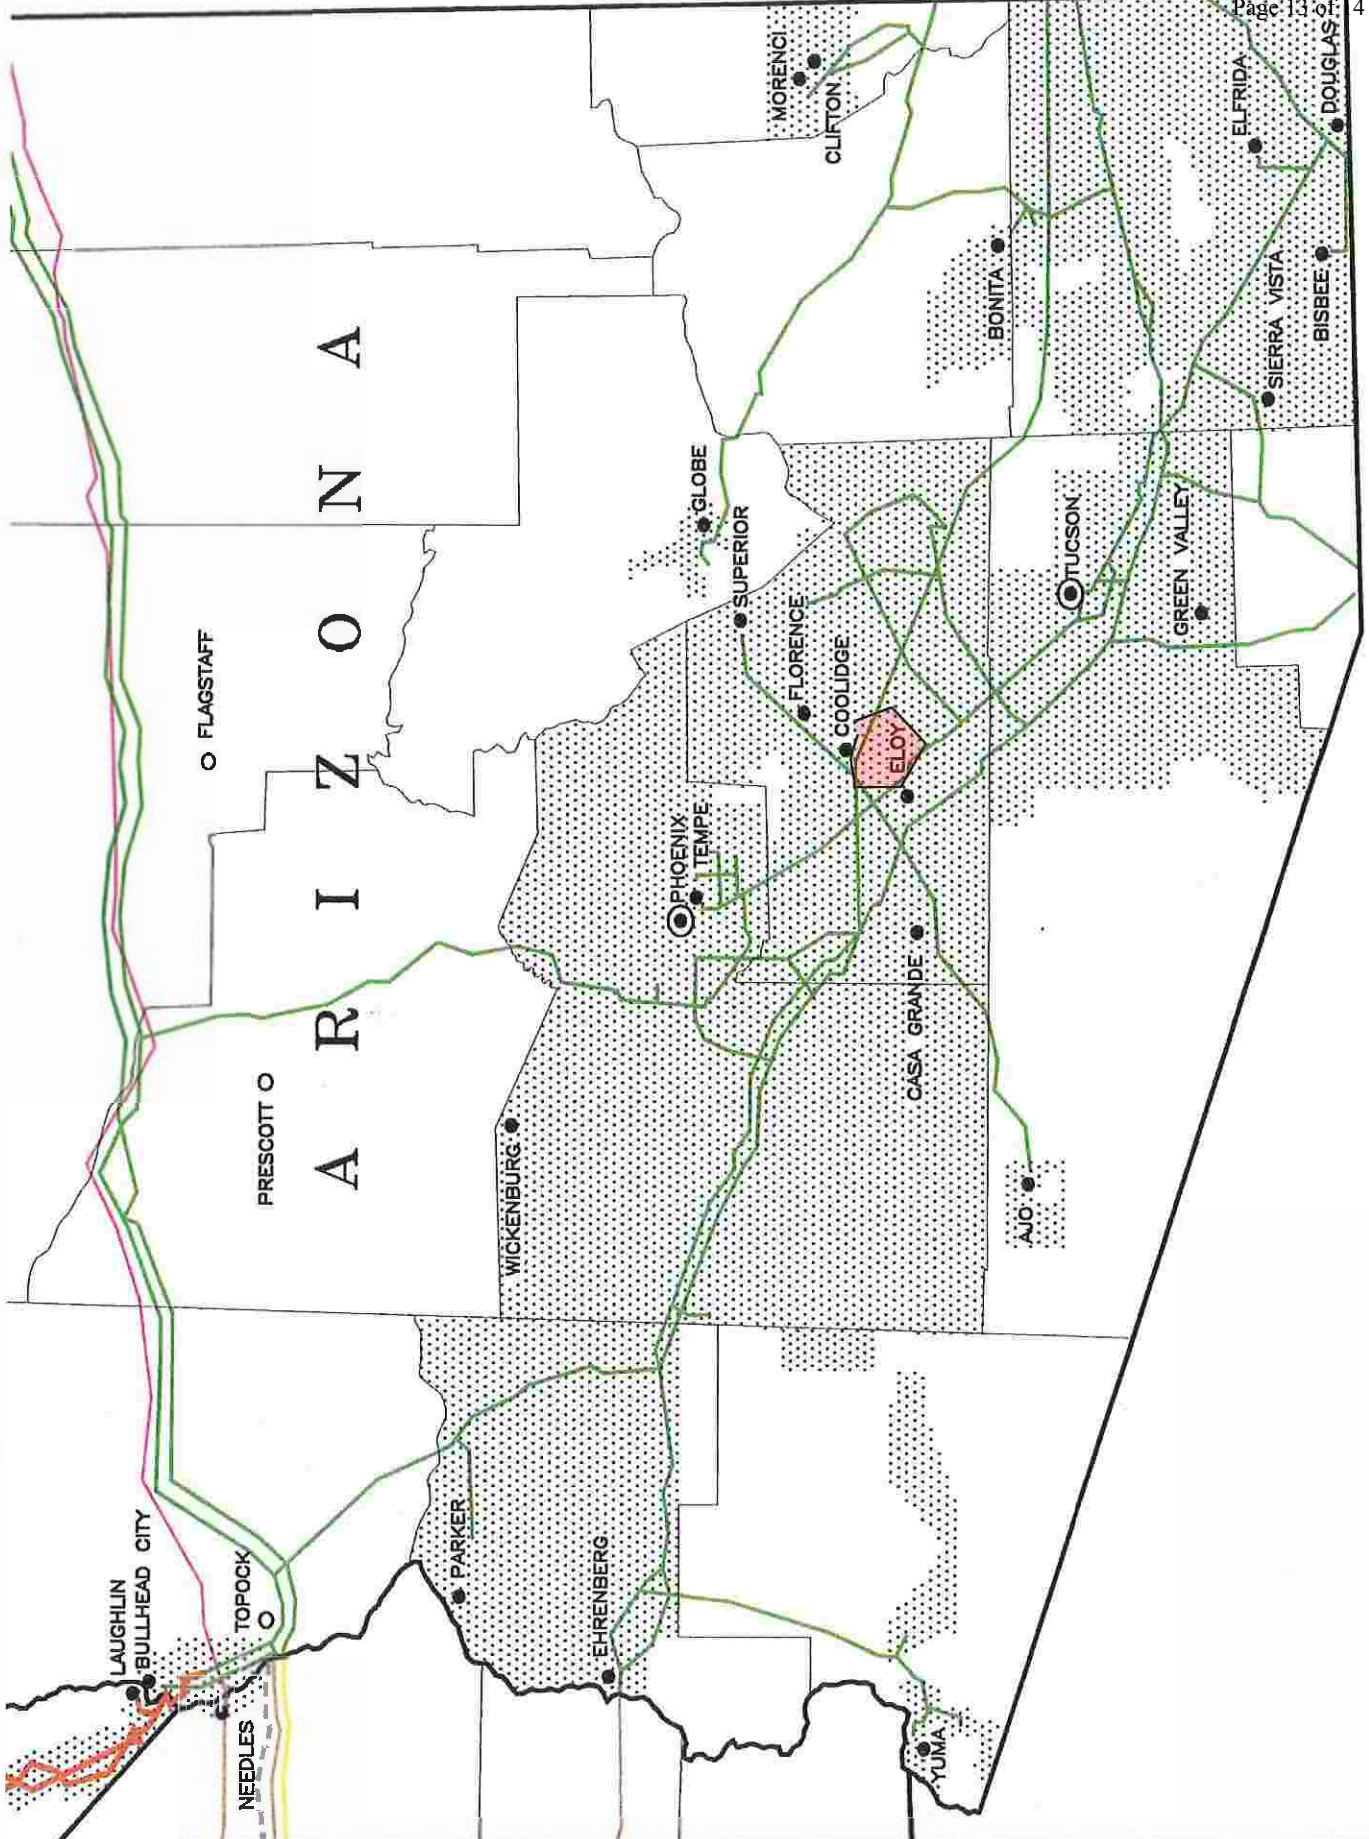 Page 13 of 14
MORENCI
CLIFTON
ELFRIDA
DOUGLAS
BONITA
SIERRA VISTA
BISBEE
GLOBE
SUPERIOR
TUCSON
GREEN VALLEY
FLORENCE
COOLIDGE
ELOY
FLAGSTAFF
ARIZONA
PHOENIX
TEMPE
CASA GRANDE
PRESCOTT
WICKENBURG
AJO
PARKER
EHRENBERG
LAUGHLIN
BULLHEAD CITY
TOPOCK
NEEDLES
YUMA